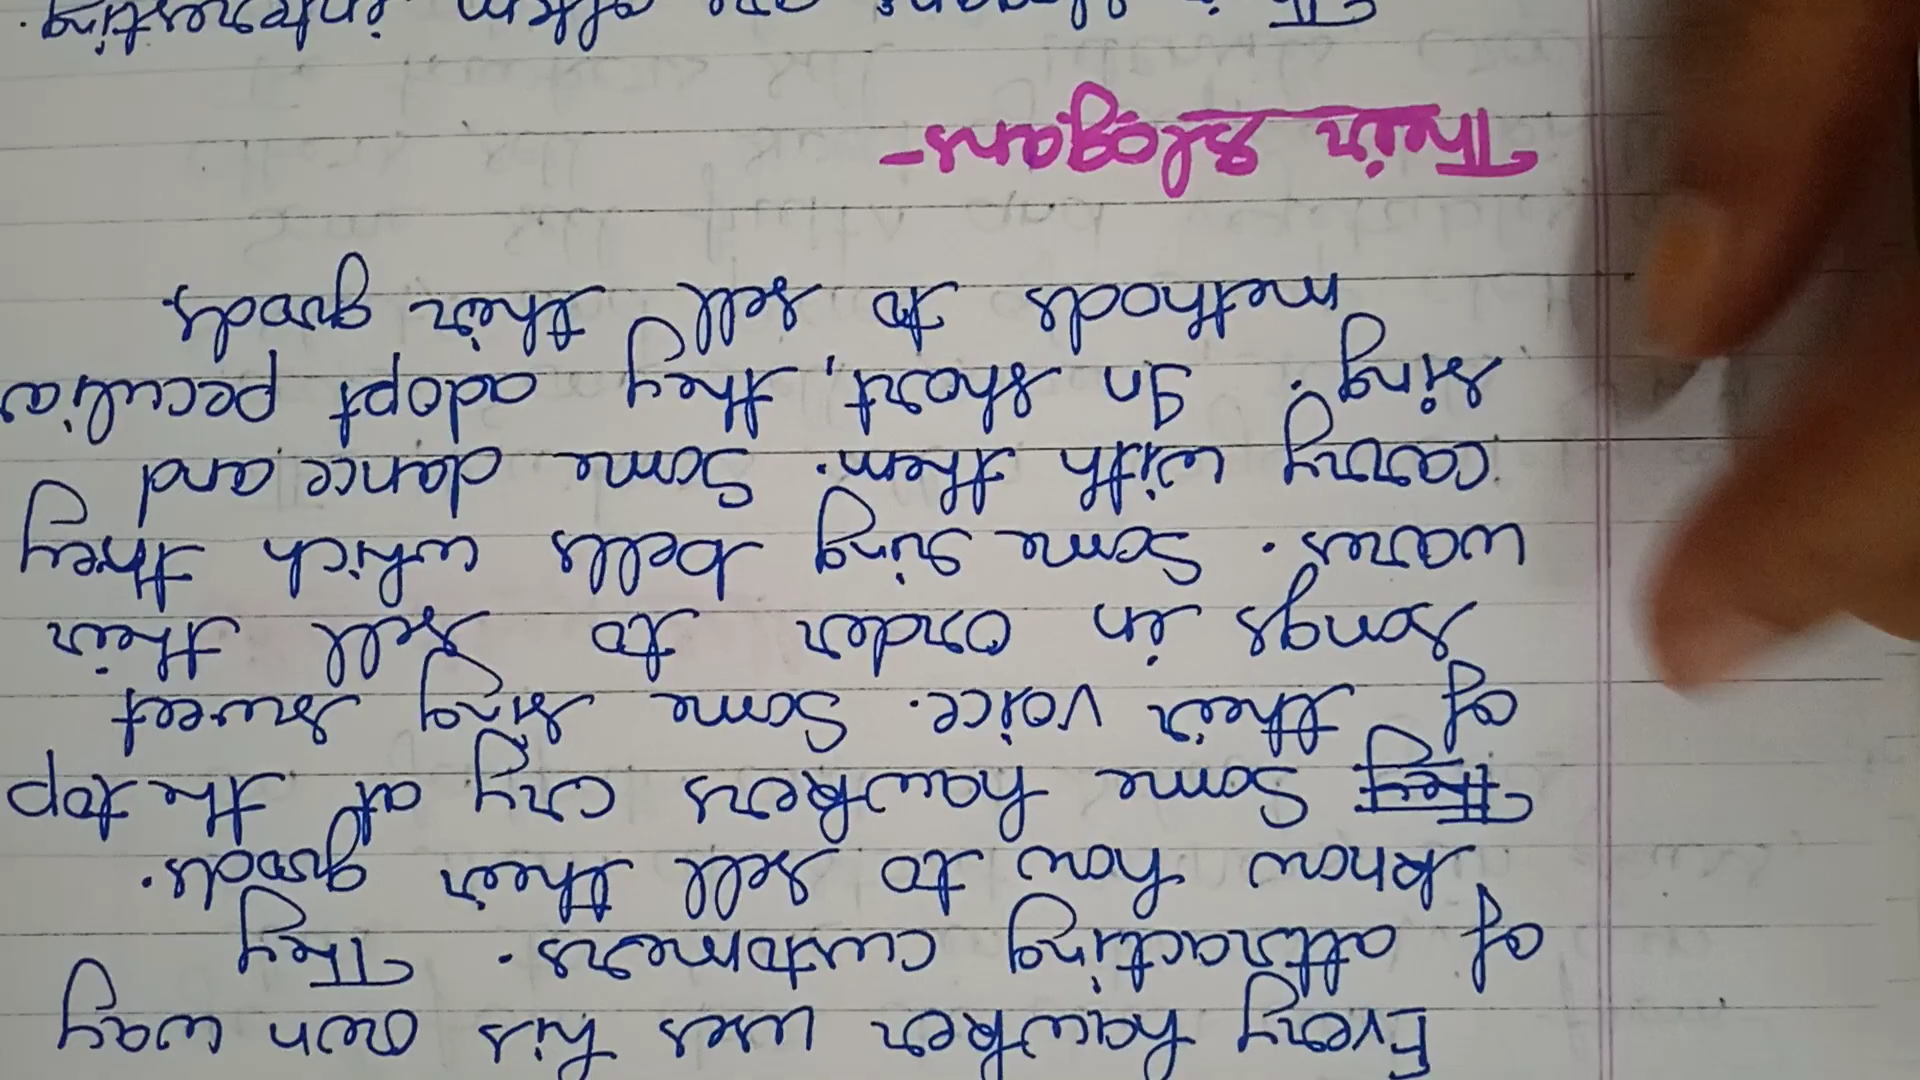 Every hawker uses his own way
of attracting customers. They
know how to sell their goods.
They Some hawkers cry at the top
of their voice. Some sing sweet
songs in order to sell their
wares. Some ring bells which they
carry with them. Some dance and
sing. In short, they adopt peculiar
methods to sell their goods.
Their slogans-
Their slogans are often interesting.